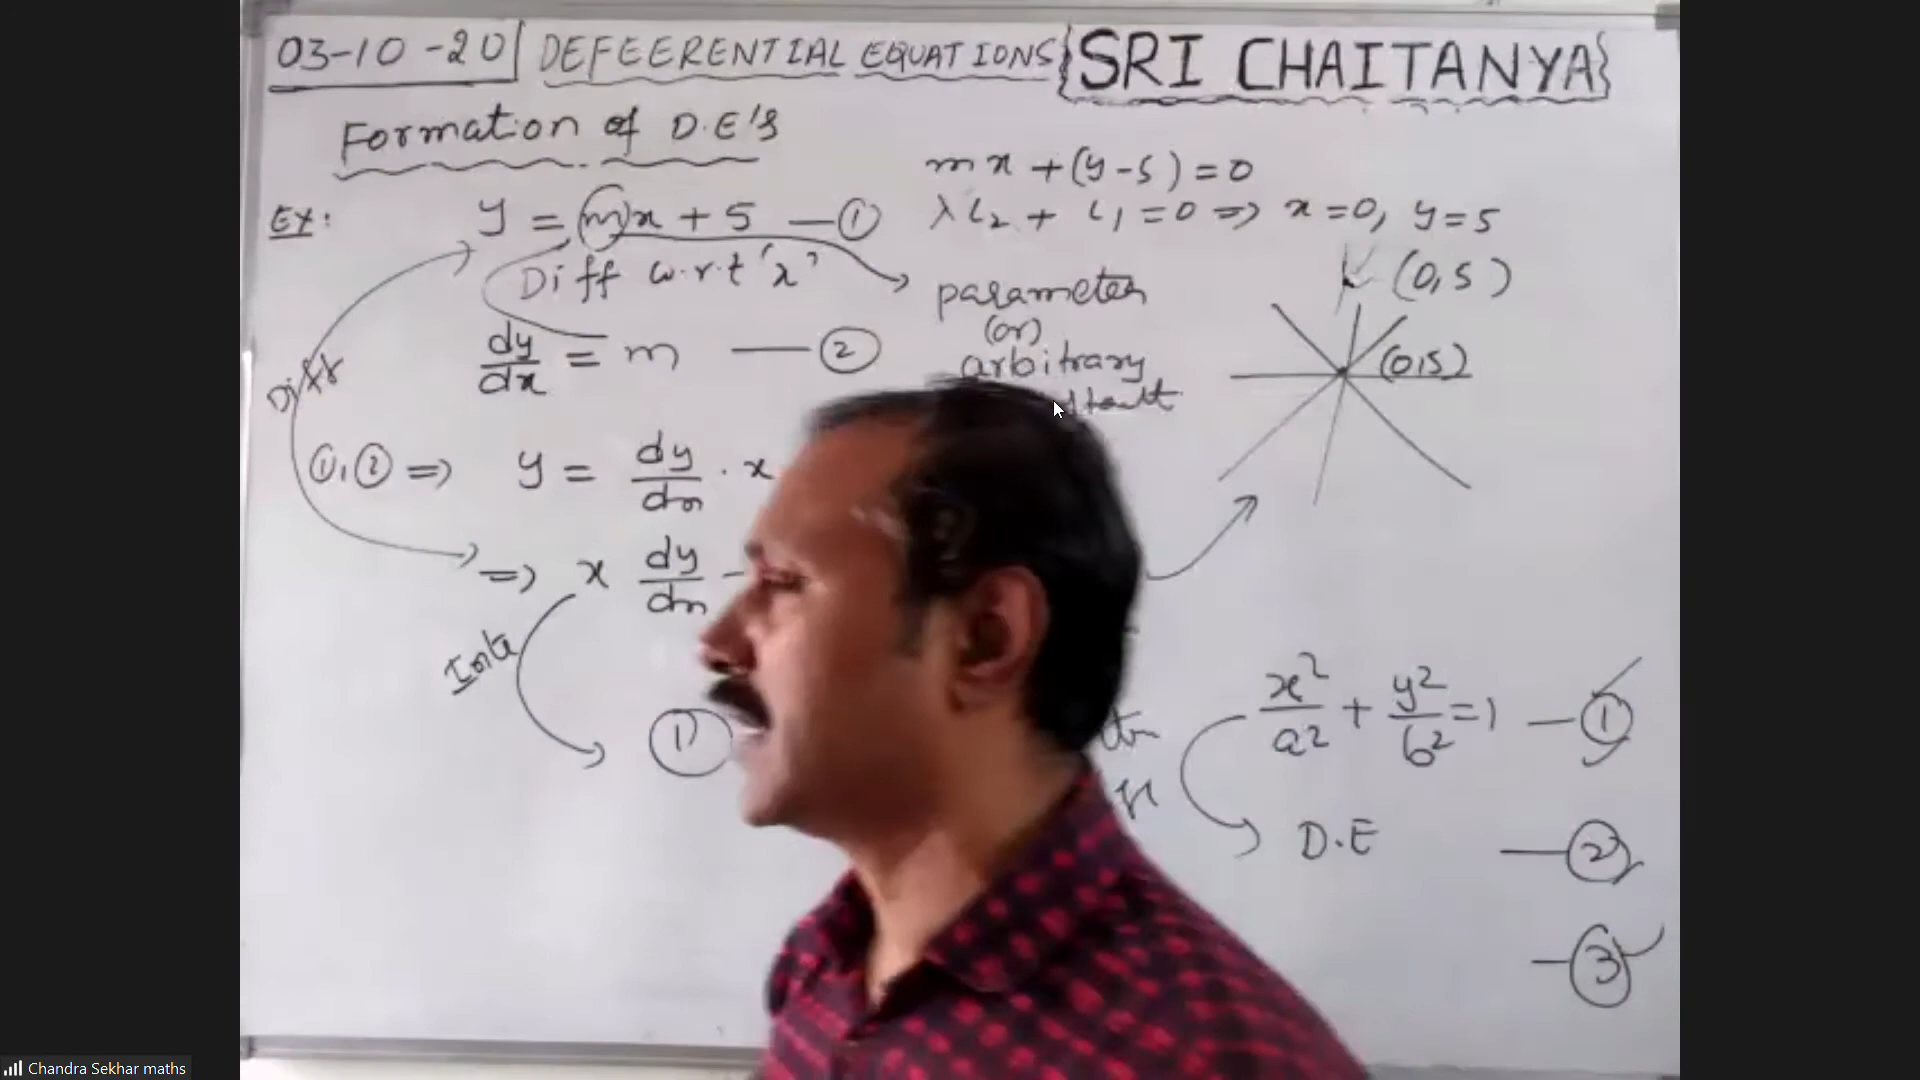 03-10-20 DEFEERENTIAL EQUATIONS SRI CHAITANYA
Formation of D.E's
Ex: y = mx + 5 — ①
Diff w.r.t 'x'
dy/dx = m — ②
Diff
①,② ⇒ y = dy/dx · x
⇒ x dy/dx -
Inte
①
mx + (y-5) = 0
λL₂ + L₁ = 0 ⇒ x=0, y=5
(0,5)
parameter
(or)
arbitrary
(0,5)
x²/a² + y²/b² = 1 — ①
D.E — ②
— ③
Chandra Sekhar maths